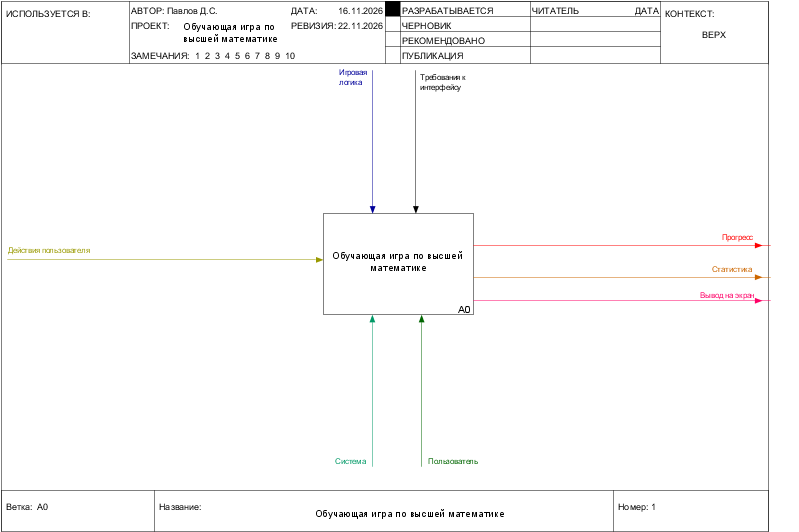 ИСПОЛЬЗУЕТСЯ В:
АВТОР: Павлов Д.С.
ДАТА: 16.11.2026
РАЗРАБАТЫВАЕТСЯ
ЧИТАТЕЛЬ ДАТА
КОНТЕКСТ:
ПРОЕКТ: Обучающая игра по
высшей математике
РЕВИЗИЯ: 22.11.2026
ЧЕРНОВИК
РЕКОМЕНДОВАНО
ВЕРХ
ЗАМЕЧАНИЯ: 1 2 3 4 5 6 7 8 9 10
ПУБЛИКАЦИЯ
Игровая
логика
Требования к
интерфейсу
Действия пользователя
Обучающая игра по высшей
математике
A0
Прогресс
Статистика
Вывод на экран
Система
Пользователь
Ветка: A0
Название:
Обучающая игра по высшей математике
Номер: 1